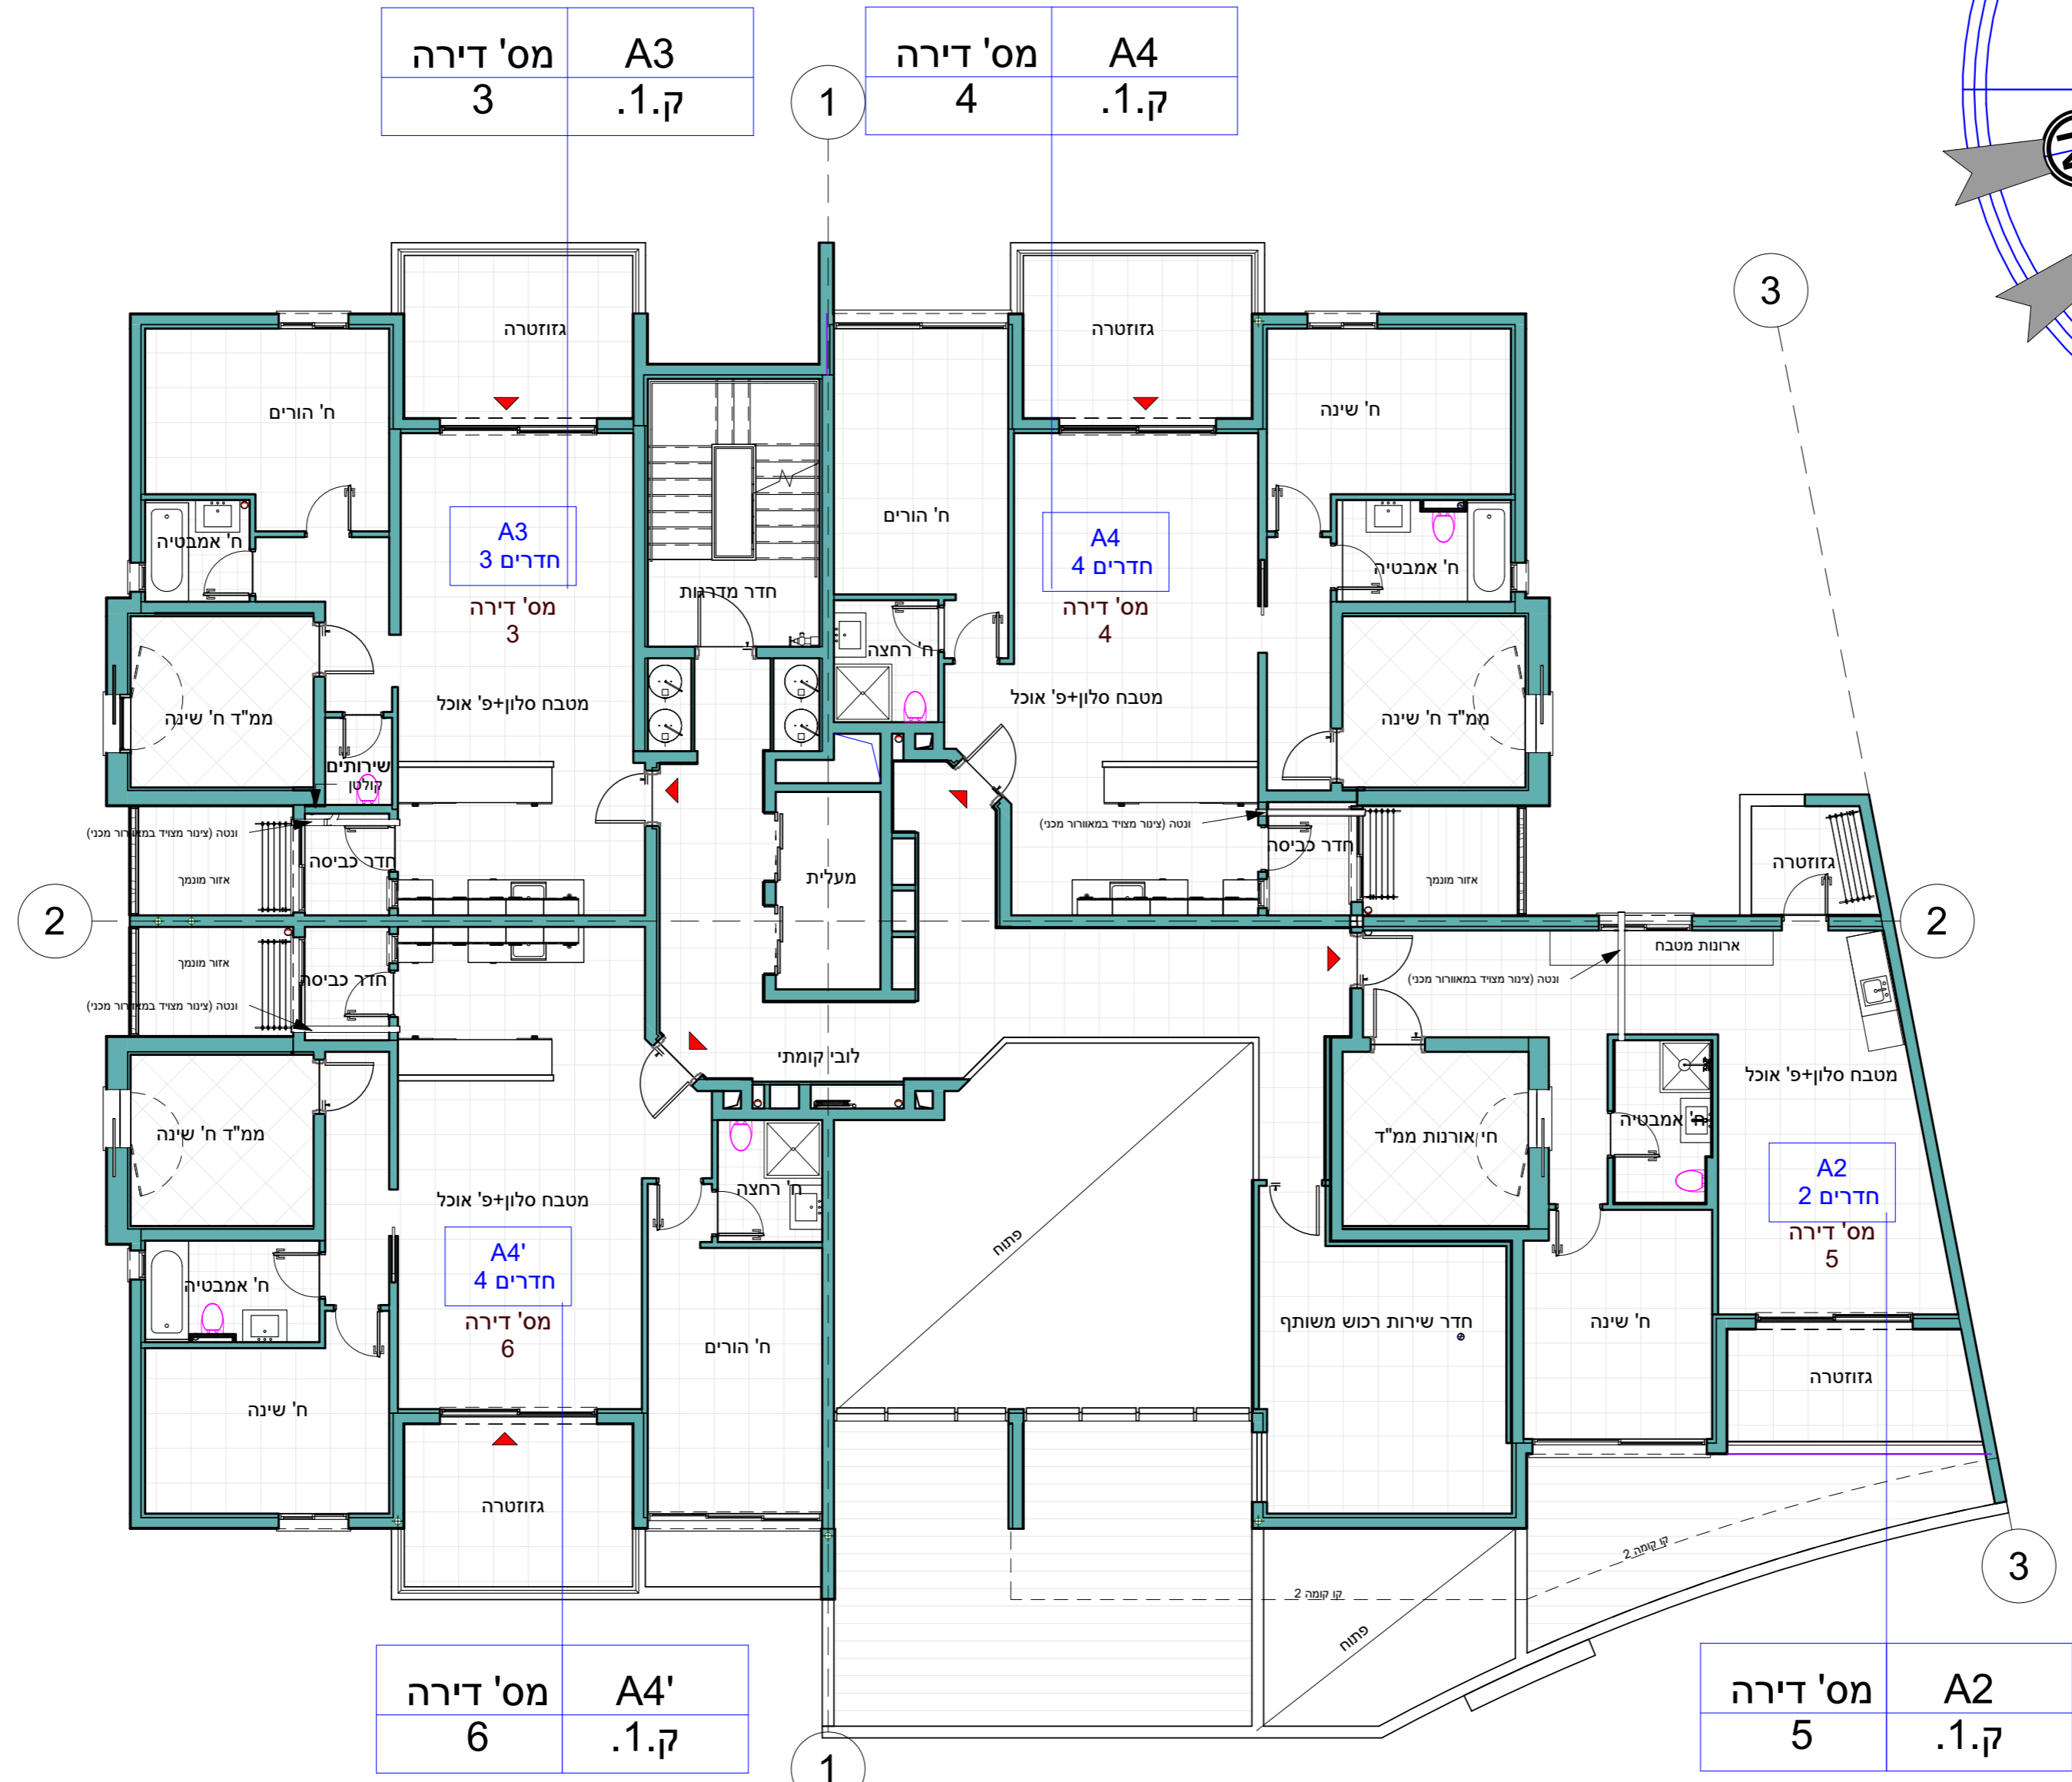 מס' דירה A3
3 ק.1.
מס' דירה A4
4 ק.1.
1
3
גזוזטרה
גזוזטרה
ח' הורים
ח' שינה
ח' הורים
A3
3 חדרים
מס' דירה
3
A4
4 חדרים
מס' דירה
4
ח' אמבטיה
ח' אמבטיה
חדר מדרגות
ח' רחצה
מטבח סלון+פ' אוכל
מטבח סלון+פ' אוכל
ממ"ד ח' שינה
ממ"ד ח' שינה
שירותים
קולטן
ונטה (צינור מצויד במאוורור מכני)
ונטה (צינור מצויד במאוורור מכני)
חדר כביסה
חדר כביסה
גזוזטרה
אזור מונמך
מעלית
אזור מונמך
2
2
ארונות מטבח
אזור מונמך
חדר כביסה
ונטה (צינור מצויד במאוורור מכני)
ונטה (צינור מצויד במאוורור מכני)
לובי קומתי
מטבח סלון+פ' אוכל
ממ"ד ח' שינה
חי אורנות ממ"ד
ח' אמבטיה
ח' רחצה
מטבח סלון+פ' אוכל
A2
2 חדרים
מס' דירה
5
פתוח
A4'
4 חדרים
מס' דירה
6
ח' אמבטיה
ח' הורים
חדר שירות רכוש משותף
ח' שינה
גזוזטרה
ח' שינה
גזוזטרה
קו קומה 2
קו קומה 2
3
פתוח
מס' דירה A4'
6 ק.1.
מס' דירה A2
5 ק.1.
1